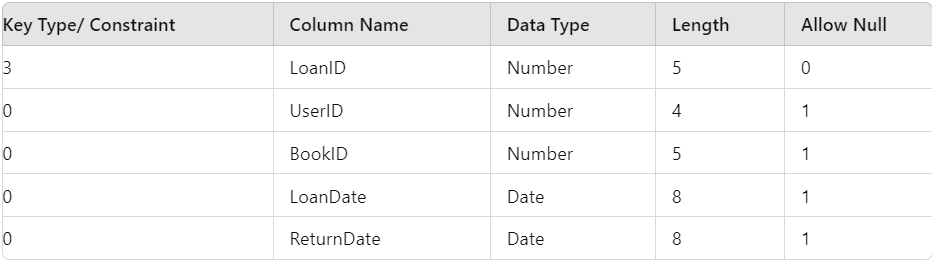 Key Type/ Constraint Column Name Data Type Length Allow Null
3 LoanID Number 5 0
0 UserID Number 4 1
0 BookID Number 5 1
0 LoanDate Date 8 1
0 ReturnDate Date 8 1